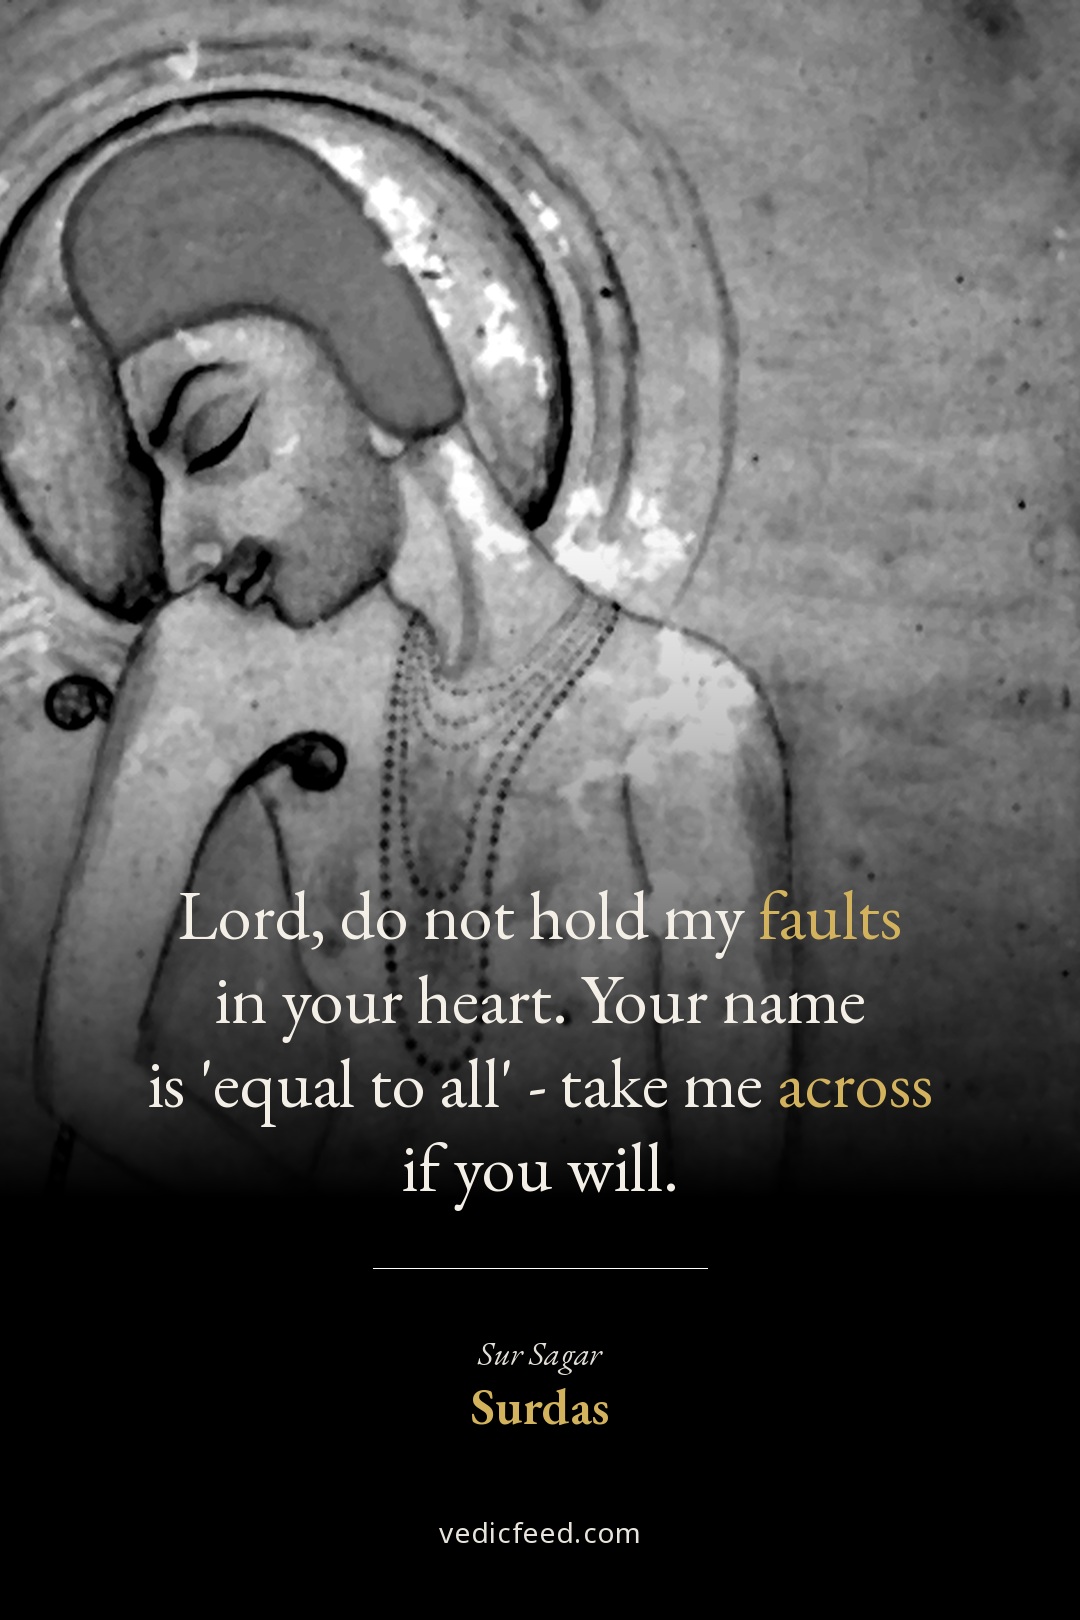 Lord, do not hold my faults
in your heart. Your name
is 'equal to all' - take me across
if you will.
Sur Sagar
Surdas
vedicfeed.com